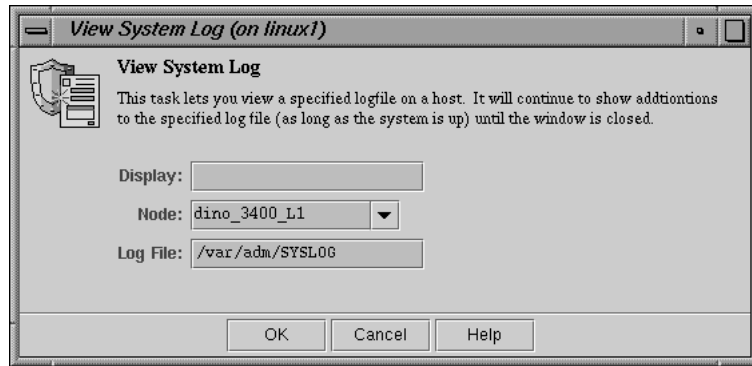 View System Log (on linux1)
View System Log
This task lets you view a specified logfile on a host. It will continue to show addtiontions
to the specified log file (as long as the system is up) until the window is closed.
Display:
Node: dino_3400_L1
Log File: /var/adm/SYSLOG
OK Cancel Help